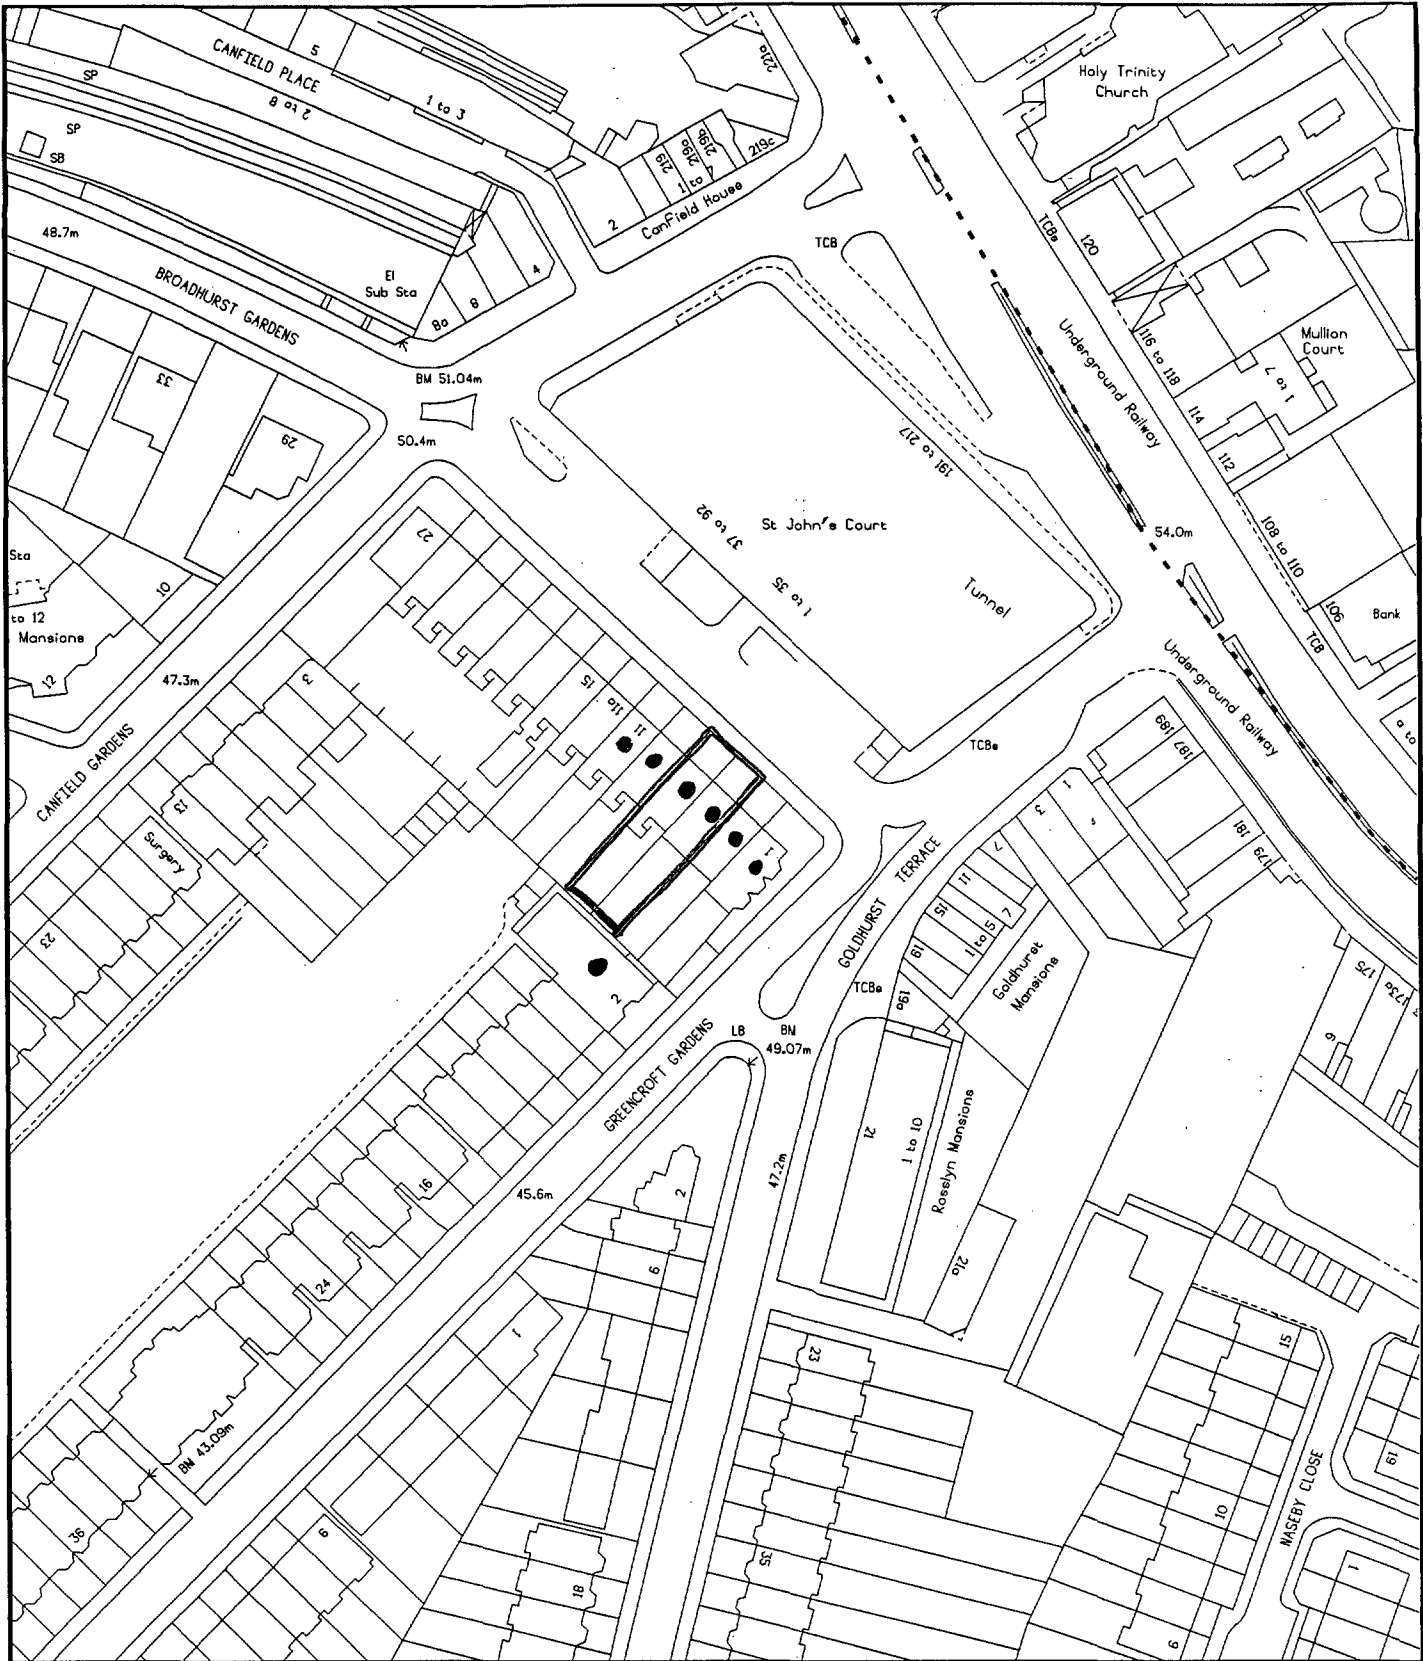 CANFIELD PLACE
5
1 to 3
2 to 8
SP
SP
SB
221a
219
219a
219b
219c
1 to 4
2
Canfield House
Holy Trinity
Church
TCBs
120
TCB
48.7m
BROADHURST GARDENS
El
Sub Sta
8a
8
4
BM 51.04m
50.4m
33
29
Underground Railway
116 to 118
114
112
Mullion
Court
1 to 7
191 to 217
37 to 92
St John's Court
1 to 35
Tunnel
54.0m
108 to 110
106
Bank
TCB
Sta
10
to 12
Mansions
12
47.3m
27
3
15
11a
11
1
CANFIELD GARDENS
13
Surgery
23
TCBs
Underground Railway
189
187
181
179
a to
1
3
7
11
15
19
19a
1 to 5
7
GOLDHURST TERRACE
Goldhurst
Mansions
TCBs
175
173a
9
2
LB
BM
49.07m
GREENCROFT GARDENS
21
1 to 10
Rosslyn Mansions
21a
47.2m
16
45.6m
2
6
24
1
23
15
BM 43.09m
36
9
18
35
10
9
19
1
NASEBY CLOSE